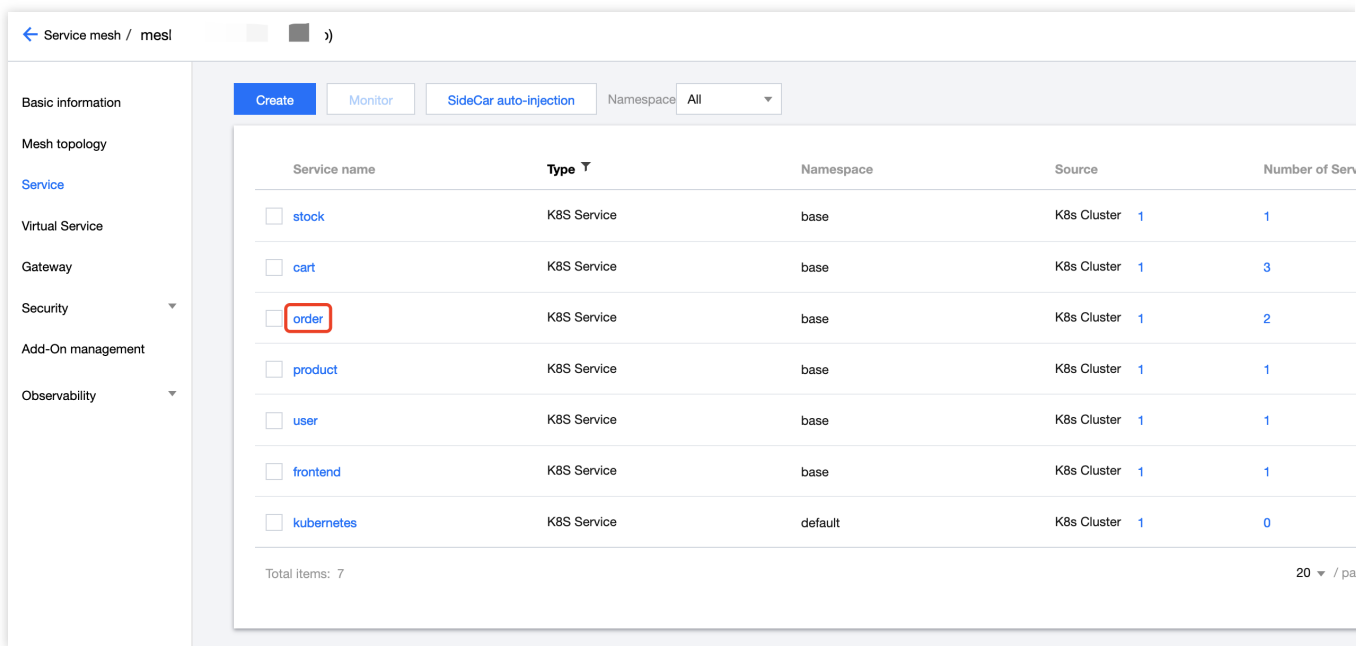 Service mesh / mesl
Basic information
Mesh topology
Service
Virtual Service
Gateway
Security
Add-On management
Observability
Create Monitor SideCar auto-injection Namespace All
Service name Type Namespace Source Number of Serv
stock K8S Service base K8s Cluster 1 1
cart K8S Service base K8s Cluster 1 3
order K8S Service base K8s Cluster 1 2
product K8S Service base K8s Cluster 1 1
user K8S Service base K8s Cluster 1 1
frontend K8S Service base K8s Cluster 1 1
kubernetes K8S Service default K8s Cluster 1 0
Total items: 7 20 / pa